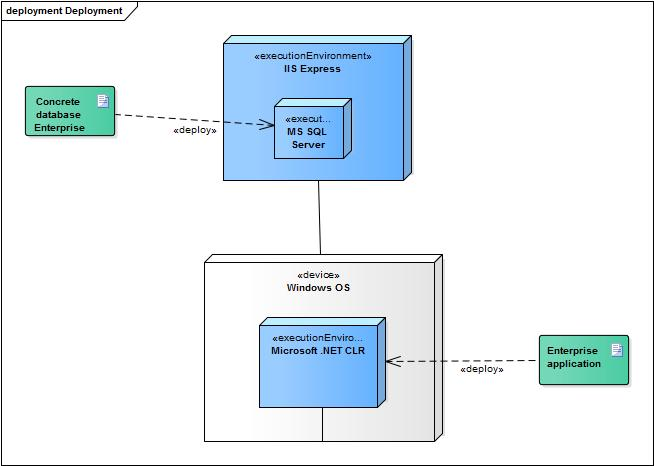 deployment Deployment
«executionEnvironment»
IIS Express
Concrete
database
Enterprise
«deploy»
«execut...
MS SQL
Server
«device»
Windows OS
«executionEnviro...
Microsoft .NET CLR
Enterprise
application
«deploy»